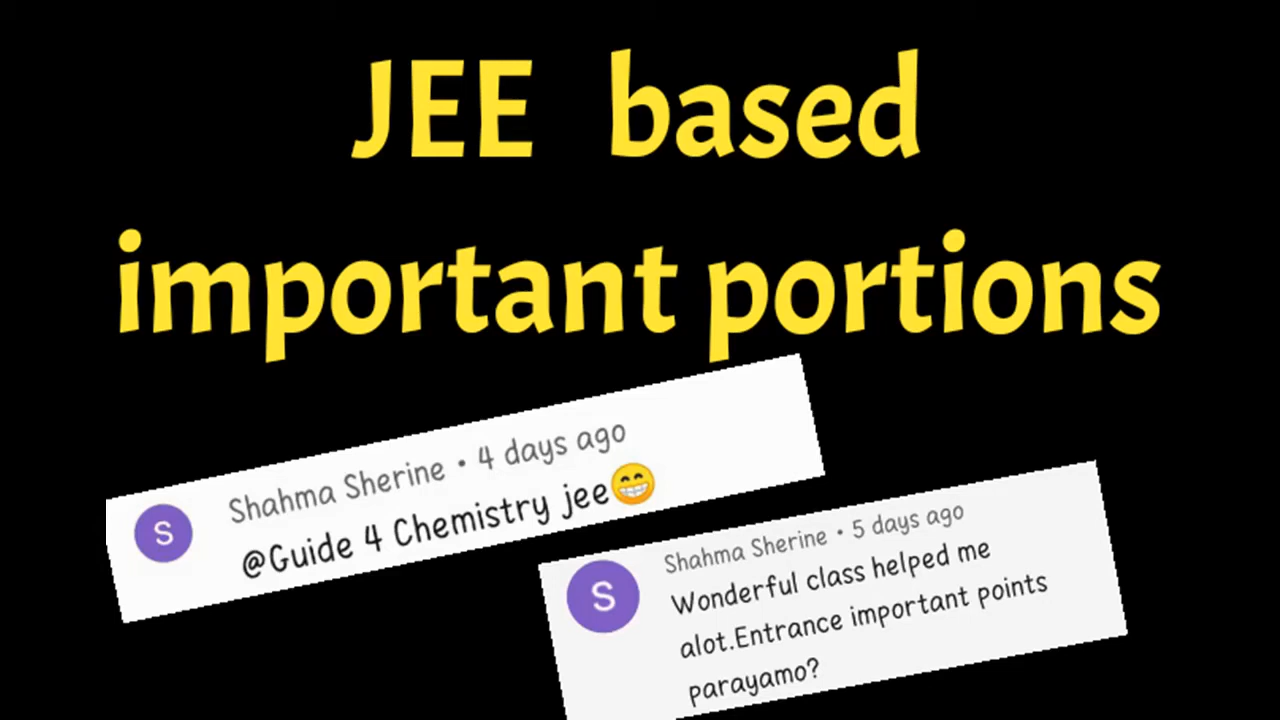 JEE based
important portions
Shahma Sherine • 4 days ago
S
@Guide 4 Chemistry jee😁
Shahma Sherine • 5 days ago
S
Wonderful class helped me
alot.Entrance important points
parayamo?